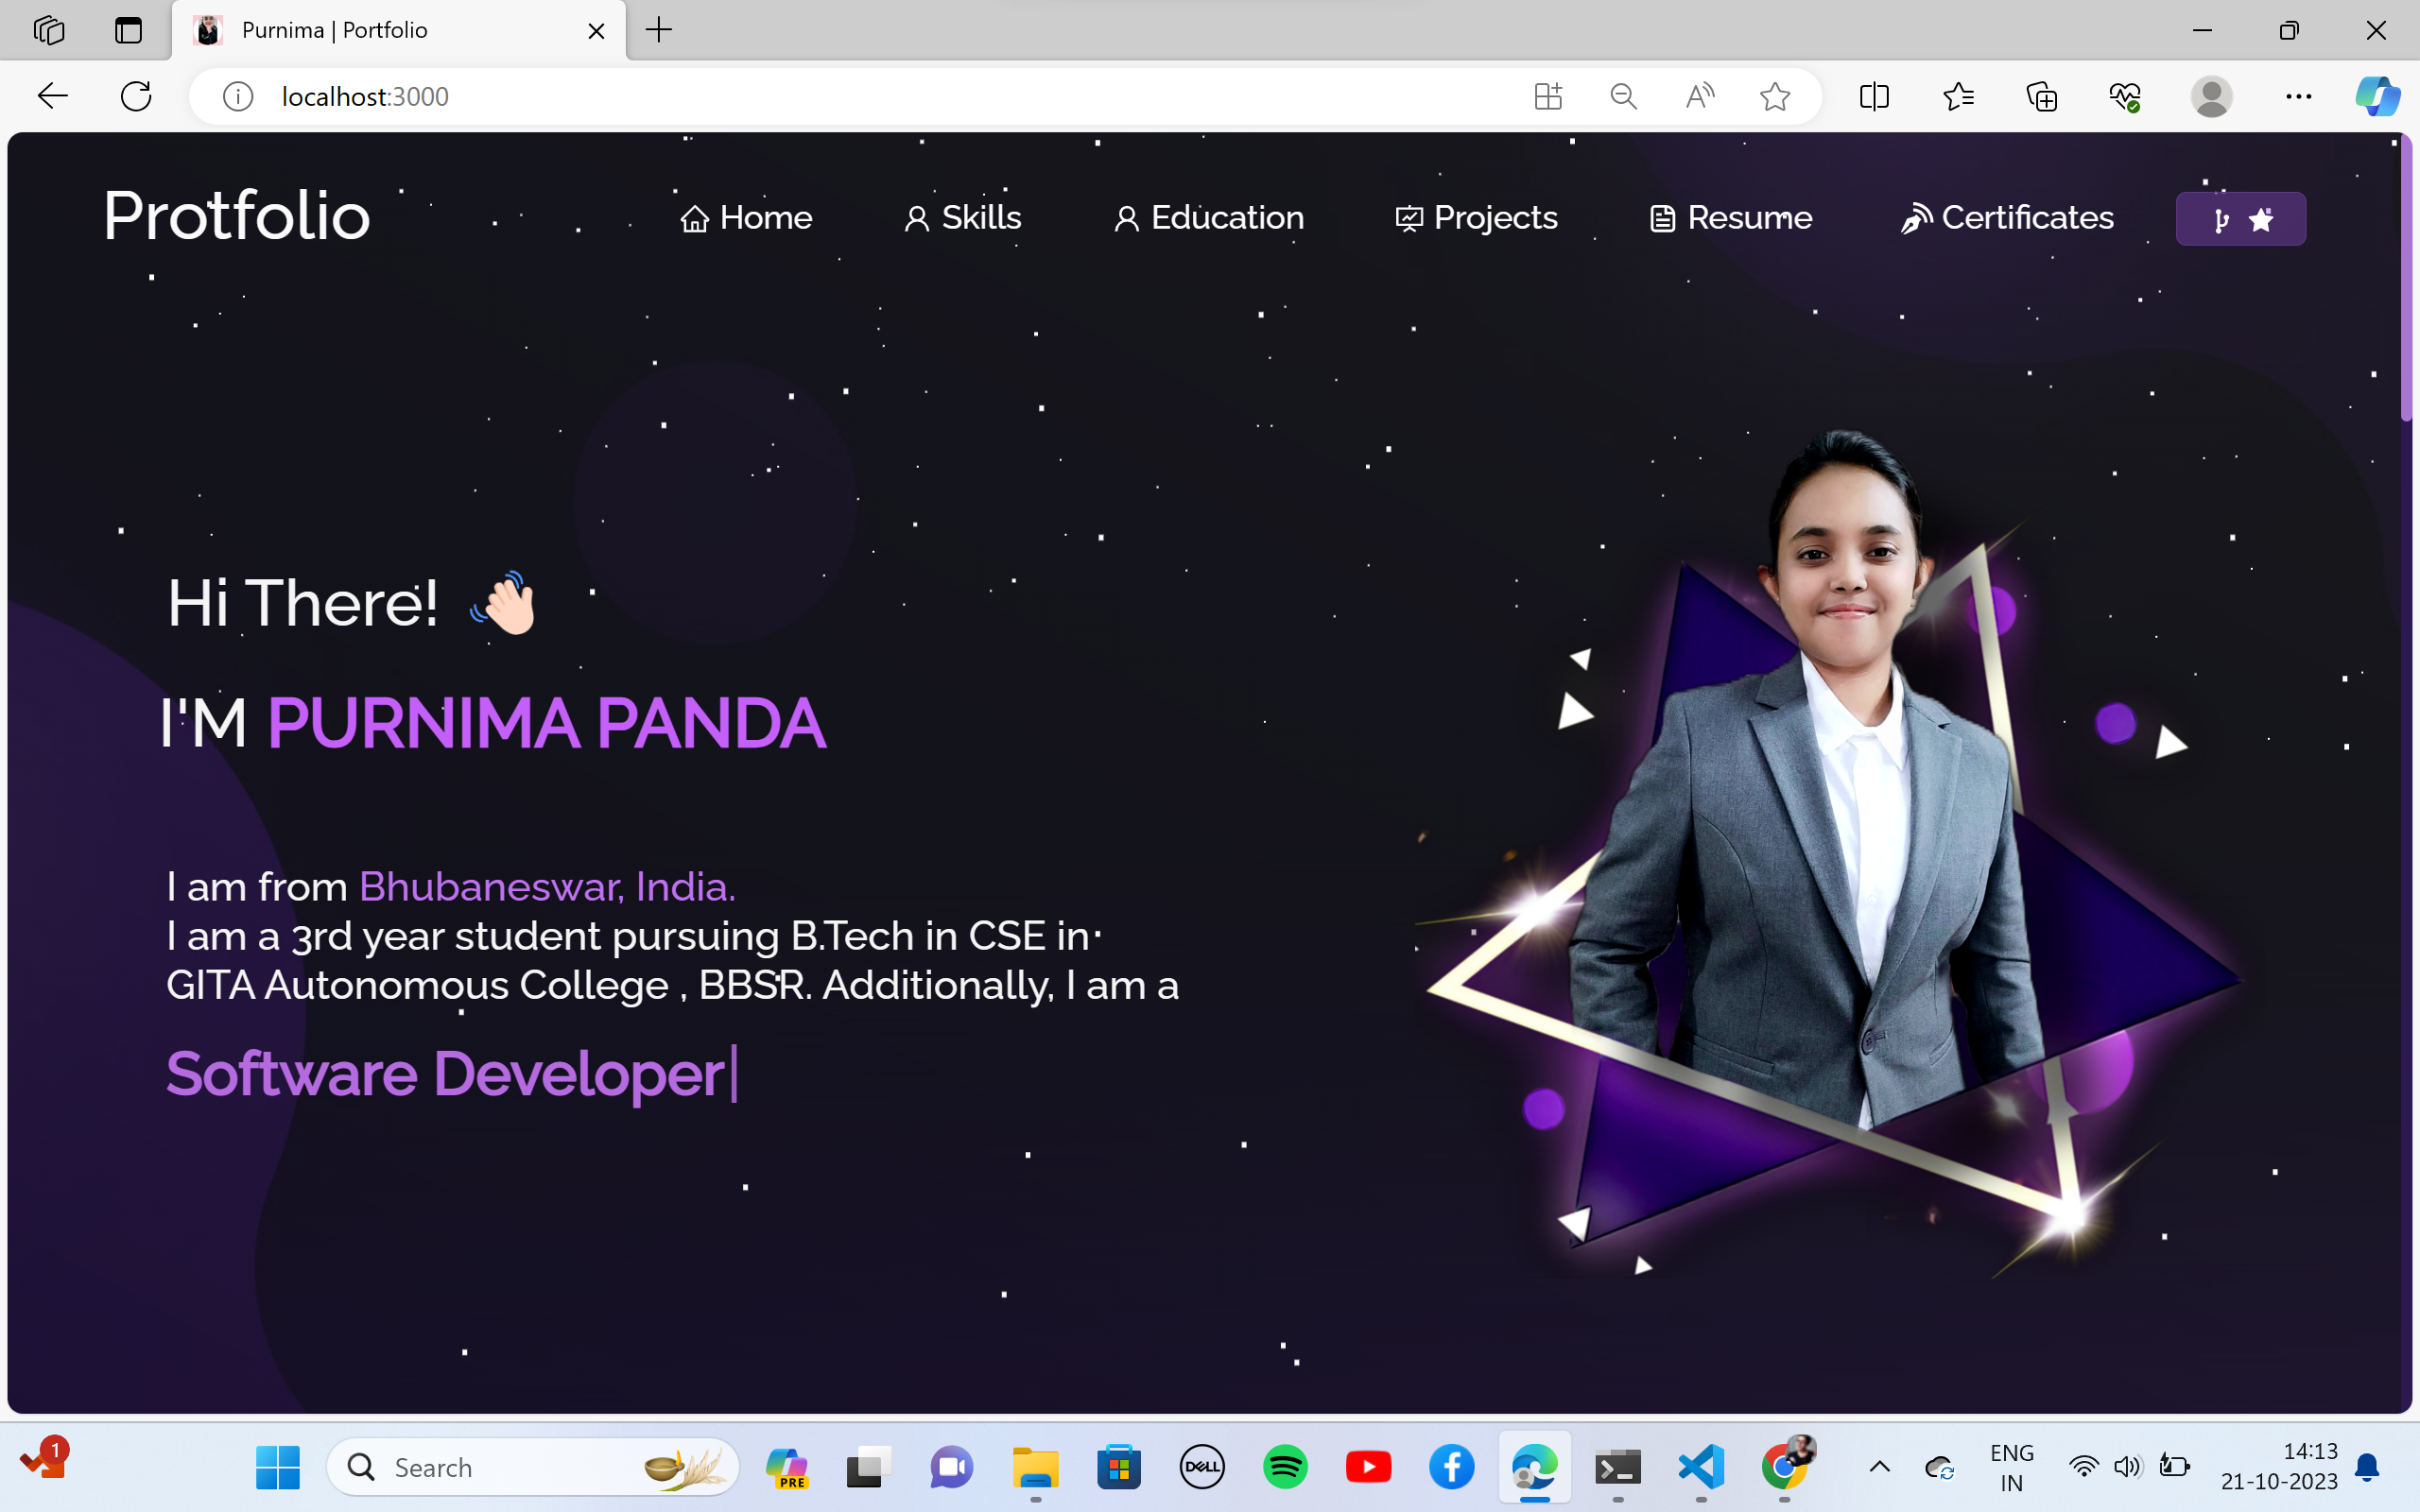 Purnima | Portfolio
localhost:3000
Protfolio
Home
Skills
Education
Projects
Resume
Certificates
Hi There!
I'M PURNIMA PANDA
I am from Bhubaneswar, India.
I am a 3rd year student pursuing B.Tech in CSE in
GITA Autonomous College , BBSR. Additionally, I am a
Software Developer
1
Search
PRE
DELL
ENG
IN
14:13
21-10-2023